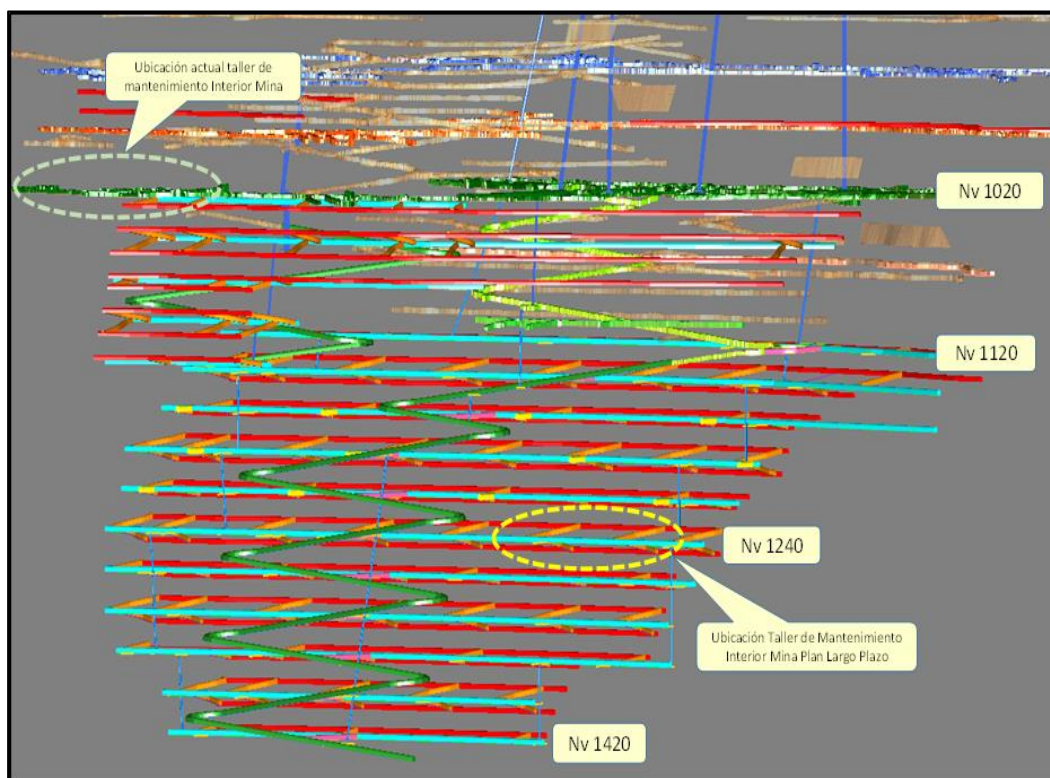 Ubicación actual taller de
mantenimiento Interior Mina
Nv 1020
Nv 1120
Nv 1240
Ubicación Taller de Mantenimiento
Interior Mina Plan Largo Plazo
Nv 1420